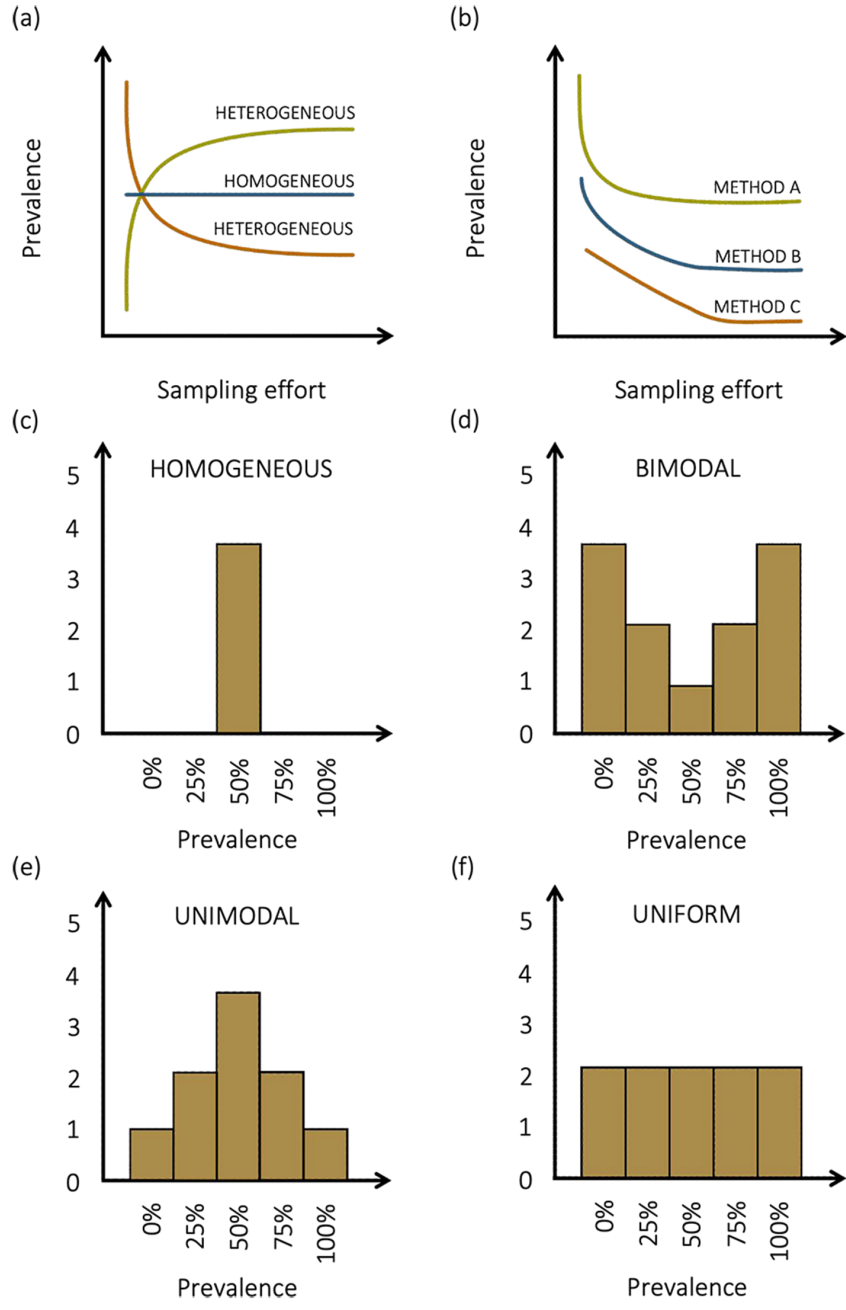 (a)
Prevalence
HETEROGENEOUS
HOMOGENEOUS
HETEROGENEOUS
Sampling effort
(b)
Prevalence
METHOD A
METHOD B
METHOD C
Sampling effort
(c)
HOMOGENEOUS
5
4
3
2
1
0
0%
25%
50%
75%
100%
Prevalence
(d)
BIMODAL
5
4
3
2
1
0
0%
25%
50%
75%
100%
Prevalence
(e)
UNIMODAL
5
4
3
2
1
0
0%
25%
50%
75%
100%
Prevalence
(f)
UNIFORM
5
4
3
2
1
0
0%
25%
50%
75%
100%
Prevalence